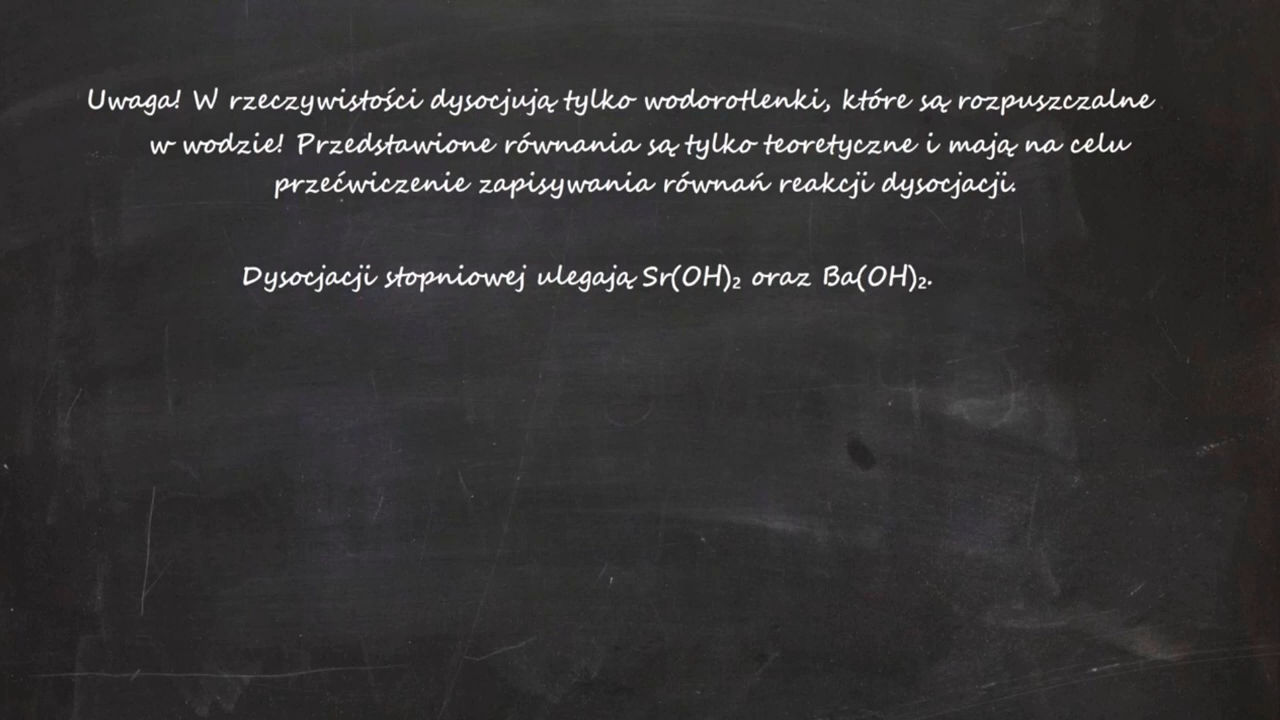 Uwaga! W rzeczywistości dysocjują tylko wodorotlenki, które są rozpuszczalne
w wodzie! Przedstawione równania są tylko teoretyczne i mają na celu
przećwiczenie zapisywania równań reakcji dysocjacji.
Dysocjacji stopniowej ulegają Sr(OH)₂ oraz Ba(OH)₂.